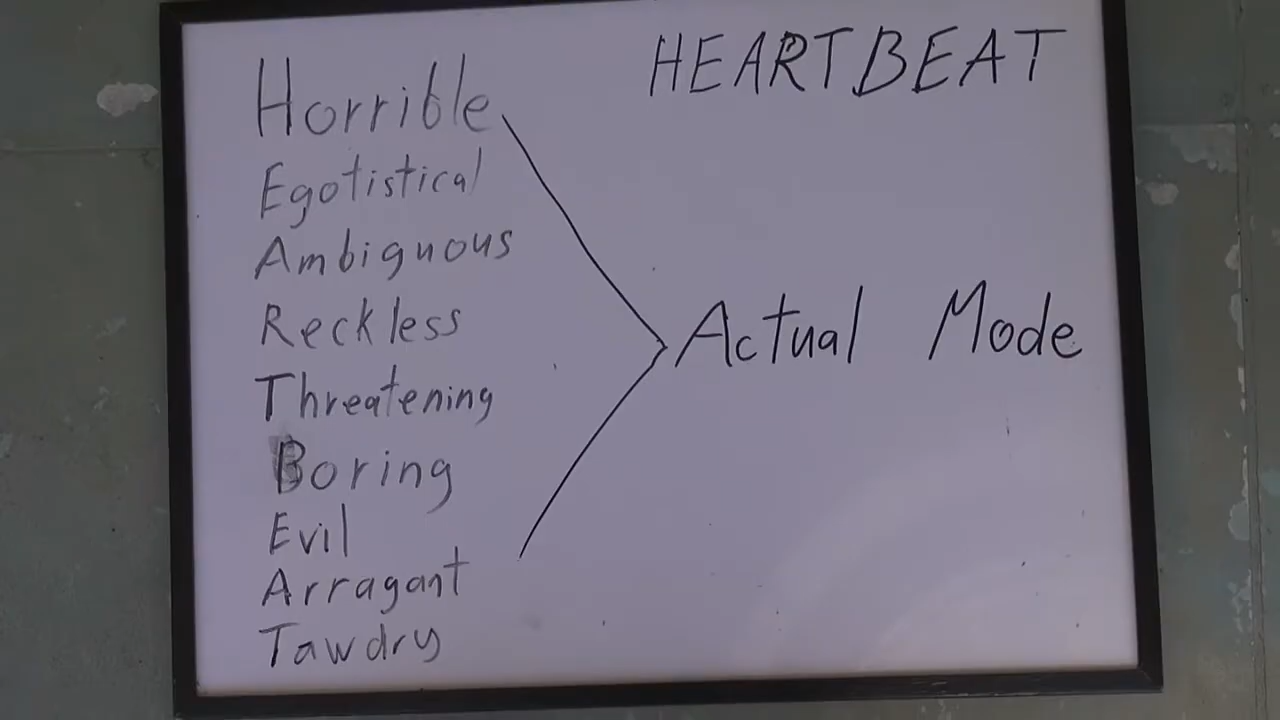 HEARTBEAT
Horrible
Egotistical
Ambiguous
Reckless
Threatening
Boring
Evil
Arragant
Tawdry
Actual Mode